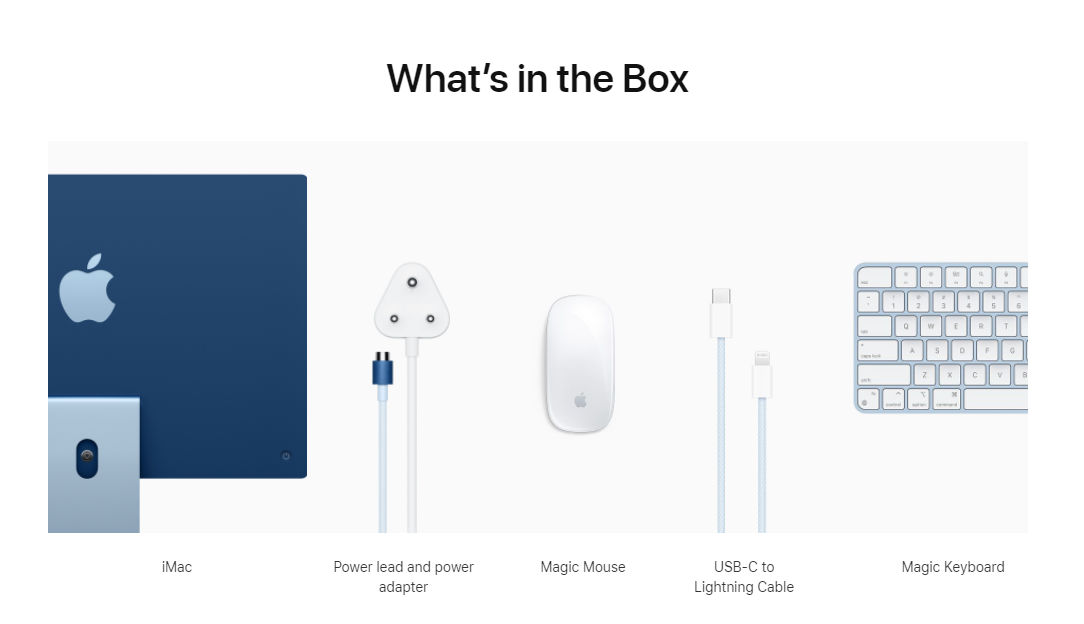 What's in the Box
Q W E R T
A S D F G
Z X C V B
iMac
Power lead and power
adapter
Magic Mouse
USB-C to
Lightning Cable
Magic Keyboard